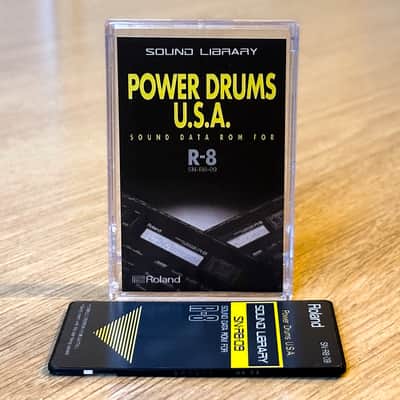 SOUND LIBRARY
POWER DRUMS
U.S.A.
SOUND DATA ROM FOR
R-8
SN-R8-09
Roland
Roland
SN-R8-09
Power Drums U.S.A.
SOUND LIBRARY
SN-R8-09
SOUND DATA ROM FOR
R-8